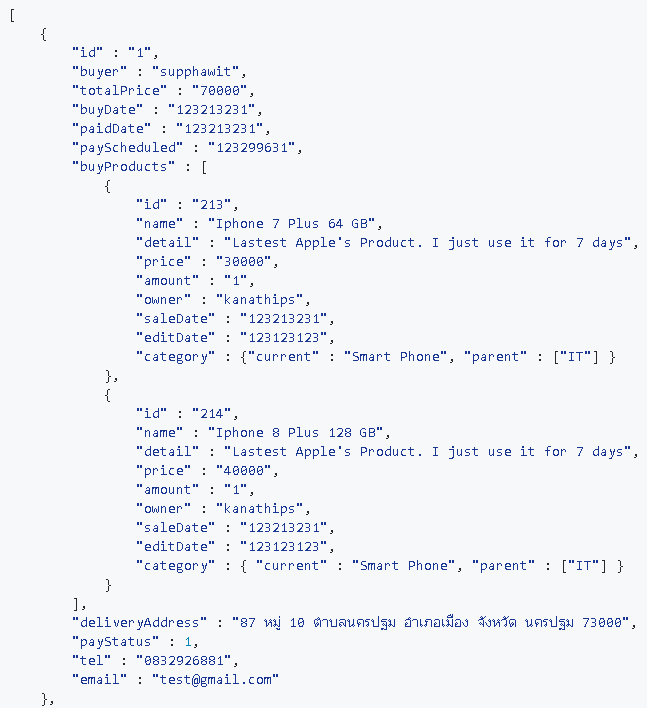 [
{
"id" : "1",
"buyer" : "supphawit",
"totalPrice" : "70000",
"buyDate" : "123213231",
"paidDate" : "123213231",
"payScheduled" : "123299631",
"buyProducts" : [
{
"id" : "213",
"name" : "Iphone 7 Plus 64 GB",
"detail" : "Lastest Apple's Product. I just use it for 7 days",
"price" : "30000",
"amount" : "1",
"owner" : "kanathips",
"saleDate" : "123213231",
"editDate" : "123123123",
"category" : {"current" : "Smart Phone", "parent" : ["IT"] }
},
{
"id" : "214",
"name" : "Iphone 8 Plus 128 GB",
"detail" : "Lastest Apple's Product. I just use it for 7 days",
"price" : "40000",
"amount" : "1",
"owner" : "kanathips",
"saleDate" : "123213231",
"editDate" : "123123123",
"category" : { "current" : "Smart Phone", "parent" : ["IT"] }
}
],
"deliveryAddress" : "87 หมู่ 10 ตำบลนครปฐม อำเภอเมือง จังหวัด นครปฐม 73000",
"payStatus" : 1,
"tel" : "0832926881",
"email" : "test@gmail.com"
},